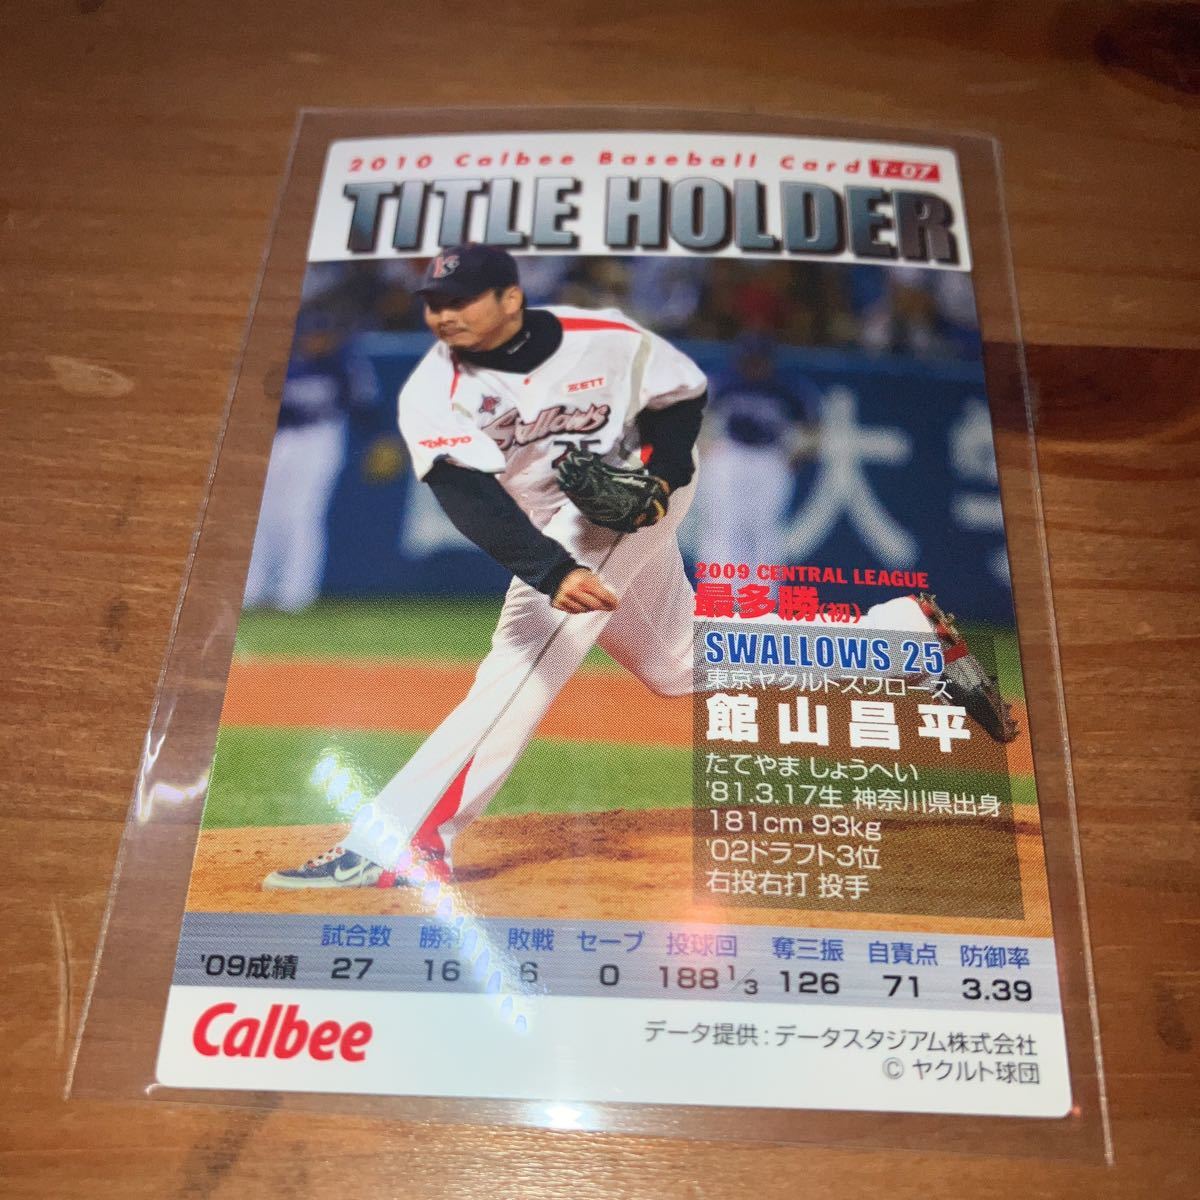 2010 Calbee Baseball Card T-07
TITLE HOLDER
YS
ZETT
Swallows
Tokyo
25
大学
2009 CENTRAL LEAGUE
最多勝(初)
SWALLOWS 25
東京ヤクルトスワローズ
館山昌平
たてやま しょうへい
'81.3.17生 神奈川県出身
181cm 93kg
'02ドラフト3位
右投右打 投手
試合数 勝利 敗戦 セーブ 投球回 奪三振 自責点 防御率
'09成績 27 16 6 0 188 1/3 126 71 3.39
Calbee
データ提供：データスタジアム株式会社
© ヤクルト球団